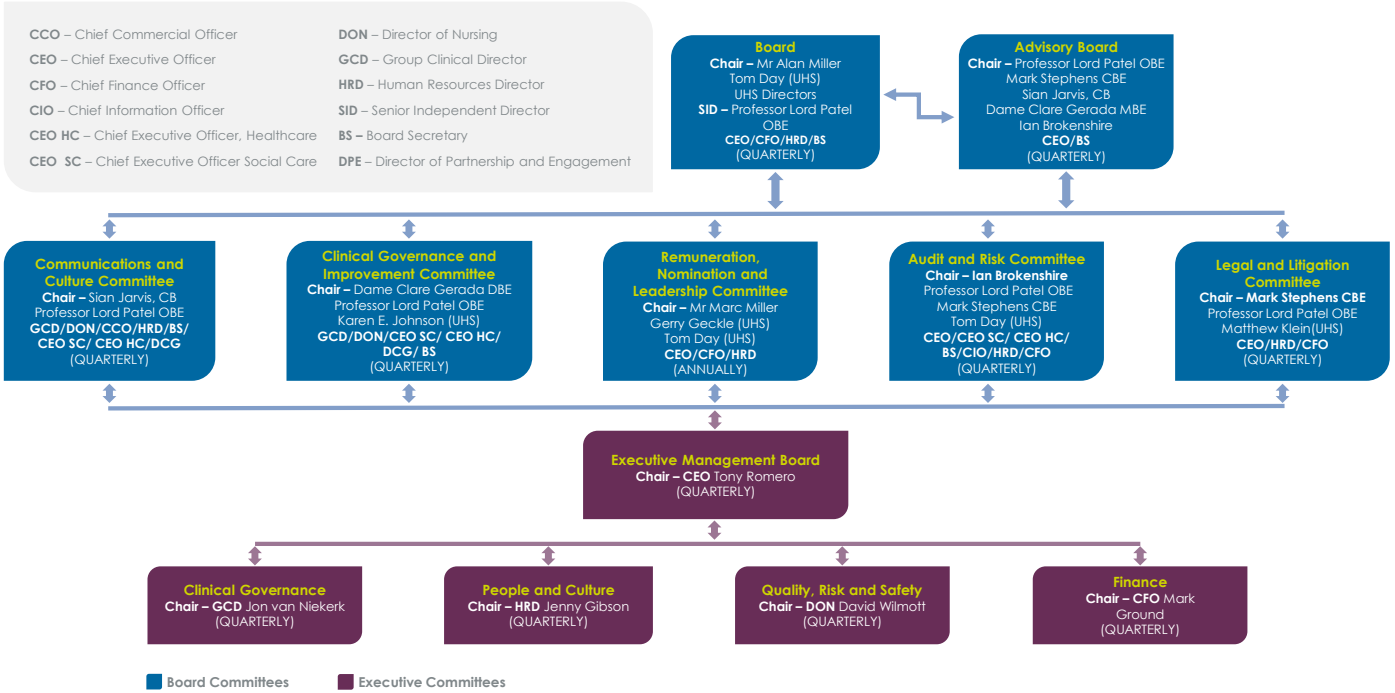 CCO – Chief Commercial Officer
CEO – Chief Executive Officer
CFO – Chief Finance Officer
CIO – Chief Information Officer
CEO HC – Chief Executive Officer, Healthcare
CEO SC – Chief Executive Officer Social Care
DON – Director of Nursing
GCD – Group Clinical Director
HRD – Human Resources Director
SID – Senior Independent Director
BS – Board Secretary
DPE – Director of Partnership and Engagement
Board
Chair – Mr Alan Miller
Tom Day (UHS)
UHS Directors
SID – Professor Lord Patel
OBE
CEO/CFO/HRD/BS
(QUARTERLY)
Advisory Board
Chair – Professor Lord Patel OBE
Mark Stephens CBE
Sian Jarvis, CB
Dame Clare Gerada MBE
Ian Brokenshire
CEO/BS
(QUARTERLY)
Communications and
Culture Committee
Chair – Sian Jarvis, CB
Professor Lord Patel OBE
GCD/DON/CCO/HRD/BS/
CEO SC/ CEO HC/DCG
(QUARTERLY)
Clinical Governance and
Improvement Committee
Chair – Dame Clare Gerada DBE
Professor Lord Patel OBE
Karen E. Johnson (UHS)
GCD/DON/CEO SC/ CEO HC/
DCG/ BS
(QUARTERLY)
Remuneration,
Nomination and
Leadership Committee
Chair – Mr Marc Miller
Gerry Geckle (UHS)
Tom Day (UHS)
CEO/CFO/HRD
(ANNUALLY)
Audit and Risk Committee
Chair – Ian Brokenshire
Professor Lord Patel OBE
Mark Stephens CBE
Tom Day (UHS)
CEO/CEO SC/ CEO HC/
BS/CIO/HRD/CFO
(QUARTERLY)
Legal and Litigation
Committee
Chair – Mark Stephens CBE
Professor Lord Patel OBE
Matthew Klein(UHS)
CEO/HRD/CFO
(QUARTERLY)
Executive Management Board
Chair – CEO Tony Romero
(QUARTERLY)
Clinical Governance
Chair – GCD Jon van Niekerk
(QUARTERLY)
People and Culture
Chair – HRD Jenny Gibson
(QUARTERLY)
Quality, Risk and Safety
Chair – DON David Wilmott
(QUARTERLY)
Finance
Chair – CFO Mark
Ground
(QUARTERLY)
Board Committees
Executive Committees